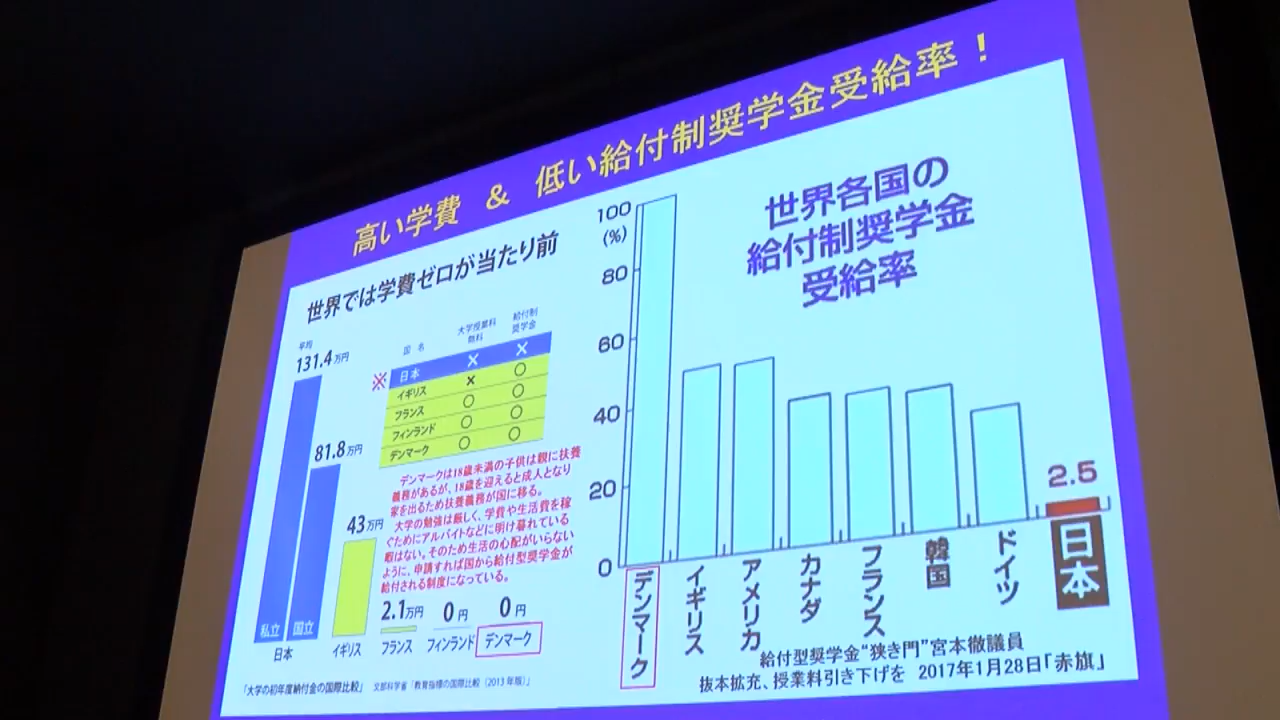 高い学費 & 低い給付制奨学金受給率！
世界では学費ゼロが当たり前
平均
131.4万円
81.8万円
43万円
2.1万円
0円
0円
私立
国立
日本
イギリス
フランス
フィンランド
デンマーク
国名
大学授業料
無料
給付制
奨学金
※
日本 × ×
イギリス × ○
フランス ○ ○
フィンランド ○ ○
デンマーク ○ ○
デンマークは18歳未満の子供は親に扶養
義務があるが、18歳を迎えると成人となり
家を出るため扶養義務が国に移る。
大学の勉強は厳しく、学費や生活費を稼
ぐためにアルバイトなどに明け暮れている
暇はない。そのため生活の心配がいらない
ように、申請すれば国から給付型奨学金が
給付される制度になっている。
「大学の初年度納付金の国際比較」 文部科学省「教育指標の国際比較(2013年版)」
世界各国の
給付制奨学金
受給率
100
(%)
80
60
40
20
0
2.5
デンマーク
イギリス
アメリカ
カナダ
フランス
韓国
ドイツ
日本
給付型奨学金“狭き門”宮本徹議員
抜本拡充、授業料引き下げを 2017年1月28日「赤旗」